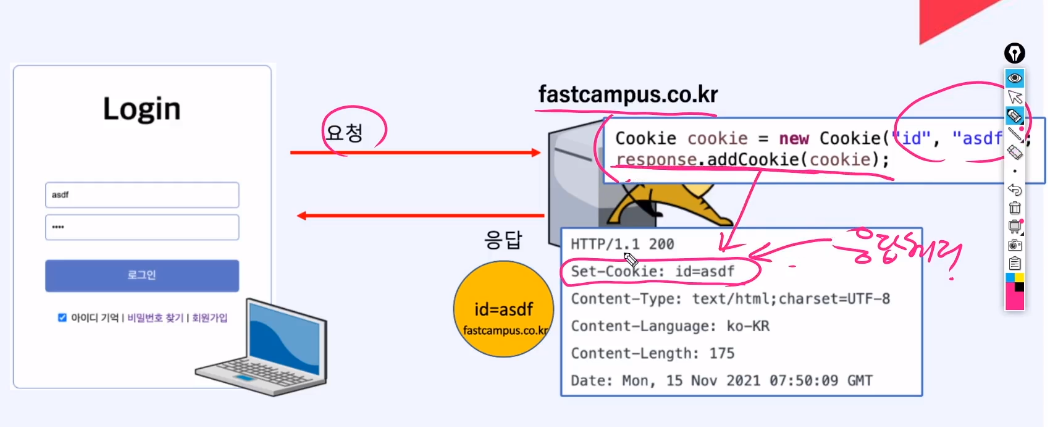 Login
asdf
••••
로그인
아이디 기억 | 비밀번호 찾기 | 회원가입
요청
응답
fastcampus.co.kr
Cookie cookie = new Cookie("id", "asdf
;
response.addCookie(cookie);
id=asdf
fastcampus.co.kr
HTTP/1.1 200
Set-Cookie: id=asdf
Content-Type: text/html;charset=UTF-8
Content-Language: ko-KR
Content-Length: 175
Date: Mon, 15 Nov 2021 07:50:09 GMT
응답헤더